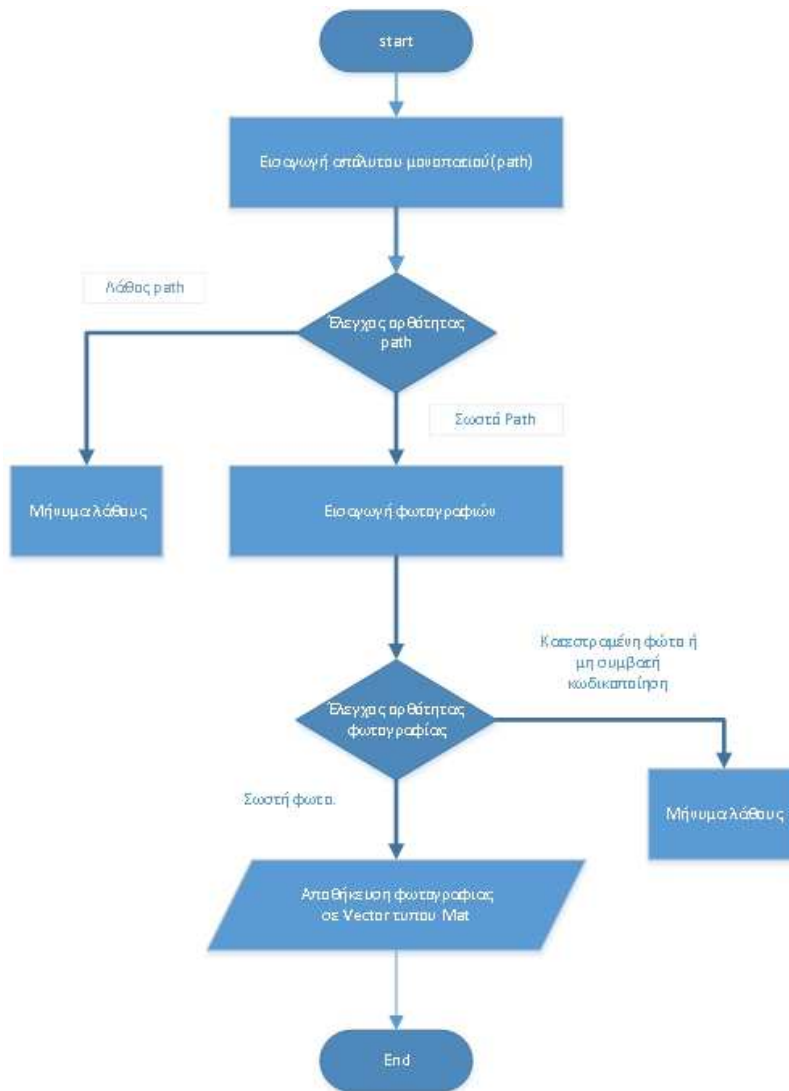 start
Εισαγωγή απόλυτου μονοπατιού(path)
Λάθος path
Έλεγχος ορθότητας
path
Σωστό Path
Μήνυμα λάθους
Εισαγωγή φωτογραφιών
Κατεστραμένη φώτο ή
μη συμβατή
κωδικοποίηση
Έλεγχος ορθότητας
φωτογραφίας
Σωστή φωτο.
Μήνυμα λάθους
Αποθήκευση φωτογραφιας
σε Vector τυπου Mat
End